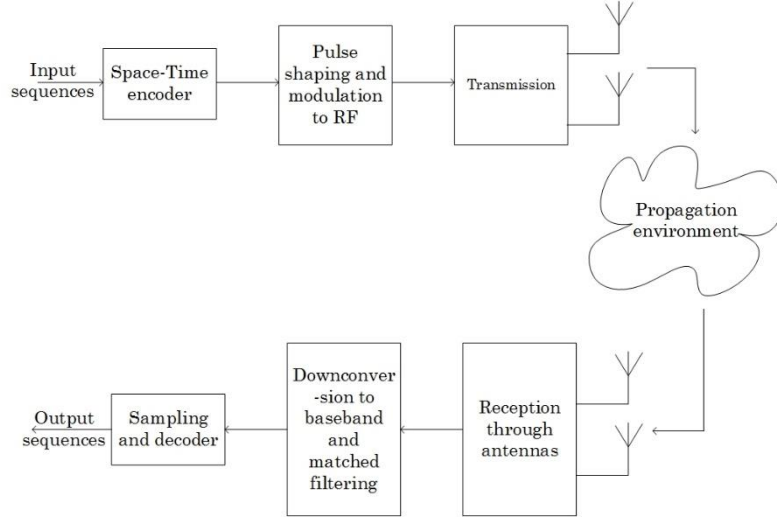 Input
sequences
Space-Time
encoder
Pulse
shaping and
modulation
to RF
Transmission
Propagation
environment
Reception
through
antennas
Downconver
-sion to
baseband
and
matched
filtering
Sampling
and decoder
Output
sequences